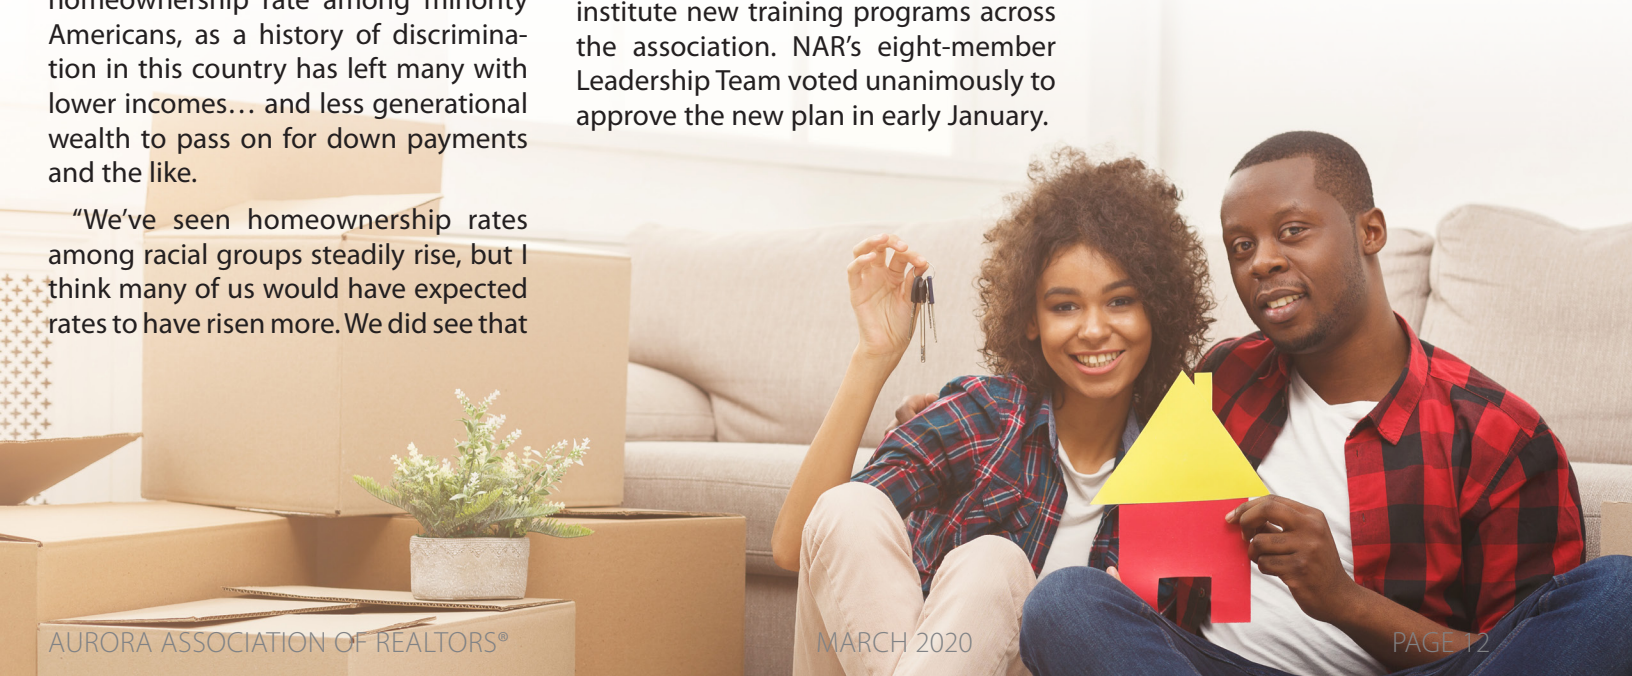 homeownership rate among minority
Americans, as a history of discrimina-
tion in this country has left many with
lower incomes… and less generational
wealth to pass on for down payments
and the like.
“We’ve seen homeownership rates
among racial groups steadily rise, but I
think many of us would have expected
rates to have risen more. We did see that
institute new training programs across
the association. NAR’s eight-member
Leadership Team voted unanimously to
approve the new plan in early January.
AURORA ASSOCIATION OF REALTORS®
MARCH 2020
PAGE 12